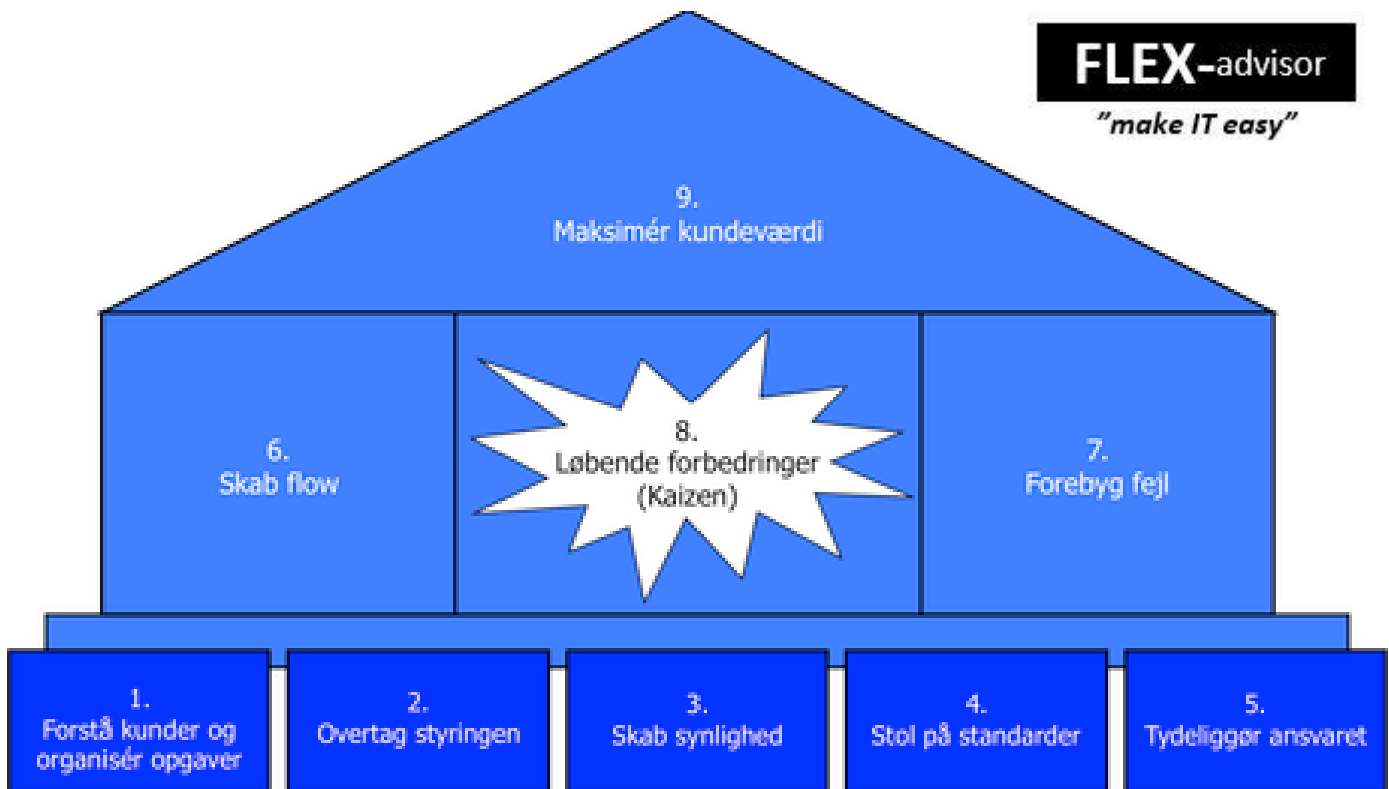 FLEX-advisor
"make IT easy"
9.
Maksimér kundeværdi
6.
Skab flow
8.
Løbende forbedringer
(Kaizen)
7.
Forebyg fejl
1.
Forstå kunder og
organisér opgaver
2.
Overtag styringen
3.
Skab synlighed
4.
Stol på standarder
5.
Tydeliggør ansvaret